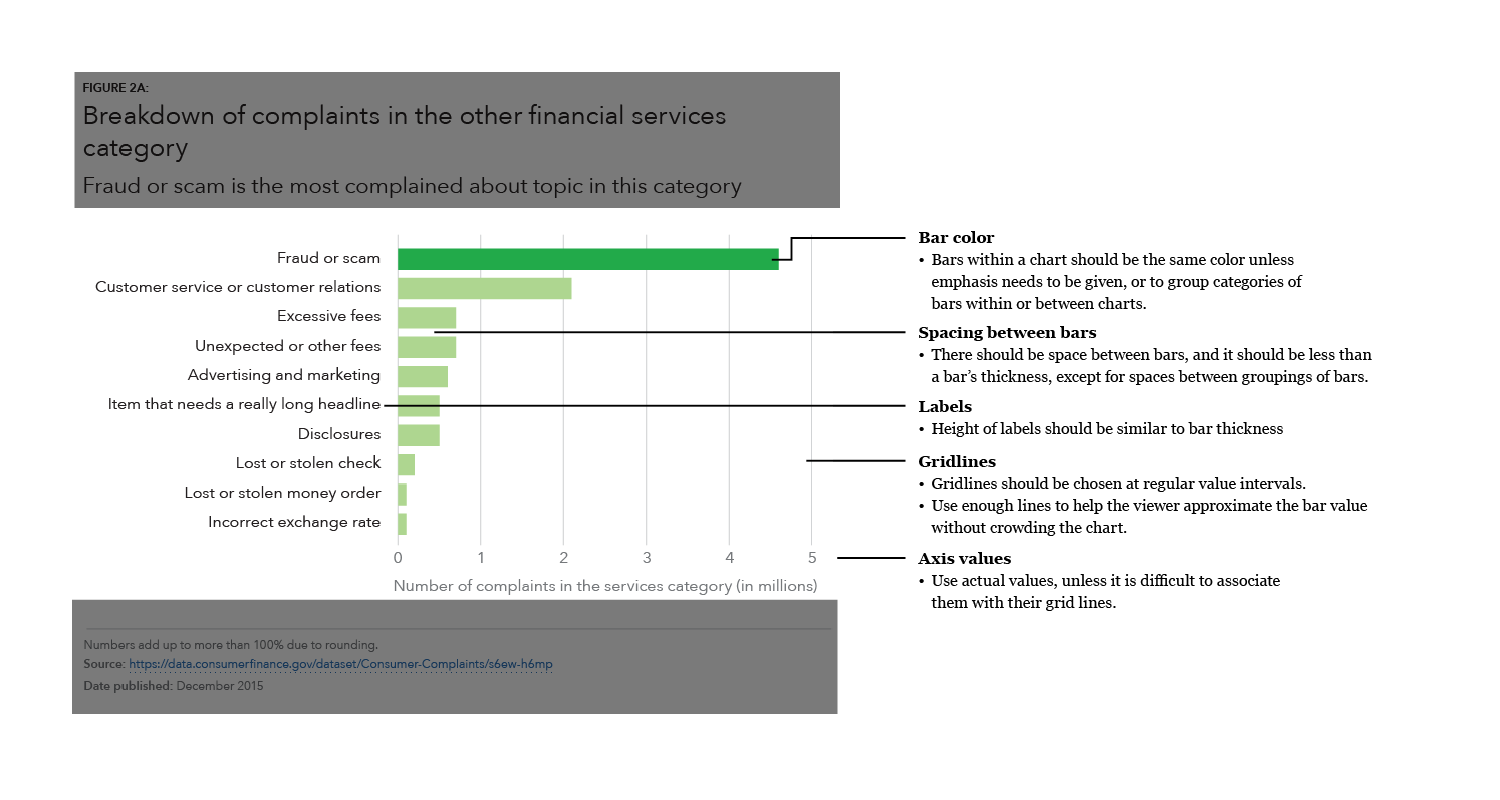 FIGURE 2A:
Breakdown of complaints in the other financial services
category
Fraud or scam is the most complained about topic in this category
Fraud or scam
Customer service or customer relations
Excessive fees
Unexpected or other fees
Advertising and marketing
Item that needs a really long headline
Disclosures
Lost or stolen check
Lost or stolen money order
Incorrect exchange rate
0 1 2 3 4 5
Number of complaints in the services category (in millions)
Bar color
• Bars within a chart should be the same color unless
emphasis needs to be given, or to group categories of
bars within or between charts.
Spacing between bars
• There should be space between bars, and it should be less than
a bar’s thickness, except for spaces between groupings of bars.
Labels
• Height of labels should be similar to bar thickness
Gridlines
• Gridlines should be chosen at regular value intervals.
• Use enough lines to help the viewer approximate the bar value
without crowding the chart.
Axis values
• Use actual values, unless it is difficult to associate
them with their grid lines.
Numbers add up to more than 100% due to rounding.
Source: https://data.consumerfinance.gov/dataset/Consumer-Complaints/s6ew-h6mp
Date published: December 2015